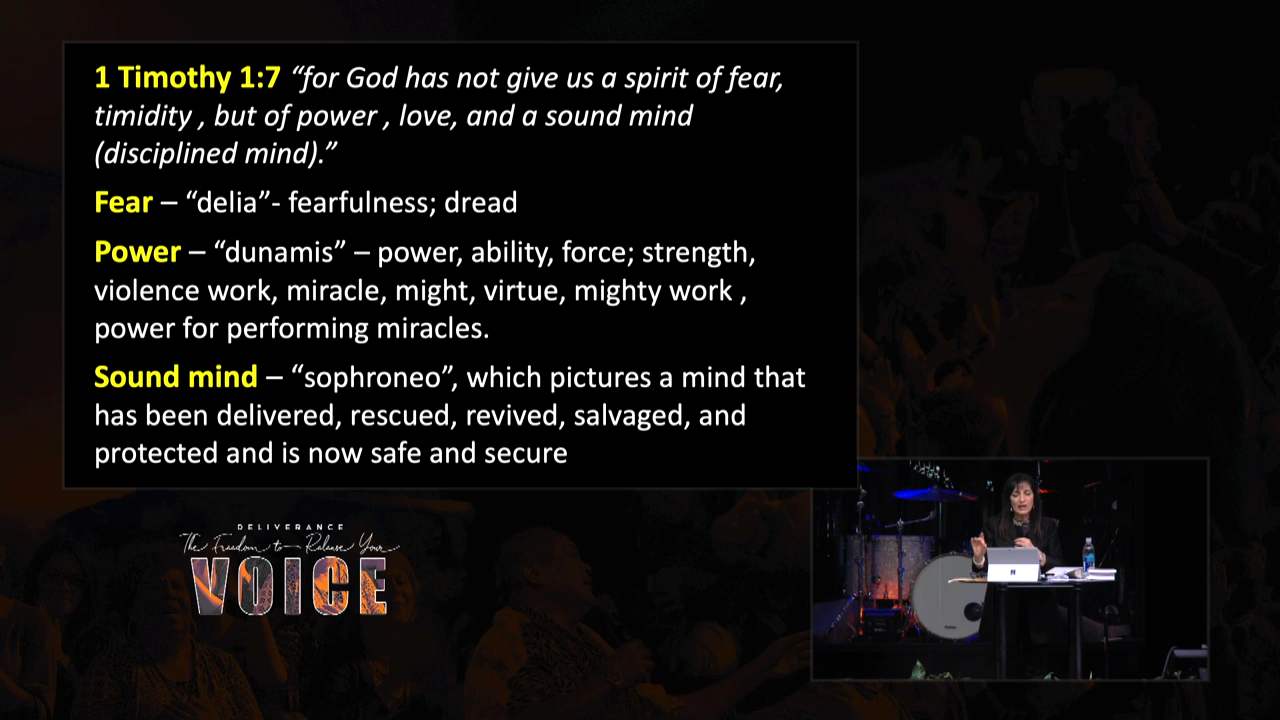 1 Timothy 1:7 “for God has not give us a spirit of fear,
timidity , but of power , love, and a sound mind
(disciplined mind).”
Fear – “delia”- fearfulness; dread
Power – “dunamis” – power, ability, force; strength,
violence work, miracle, might, virtue, mighty work ,
power for performing miracles.
Sound mind – “sophroneo”, which pictures a mind that
has been delivered, rescued, revived, salvaged, and
protected and is now safe and secure
DELIVERANCE
The Freedom to Release Your
VOICE